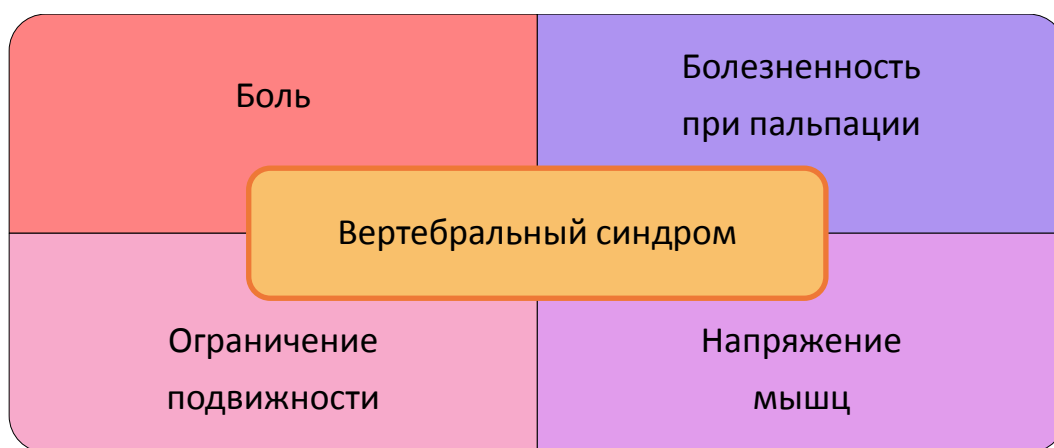 Боль
Болезненность
при пальпации
Вертебральный синдром
Ограничение
подвижности
Напряжение
мышц